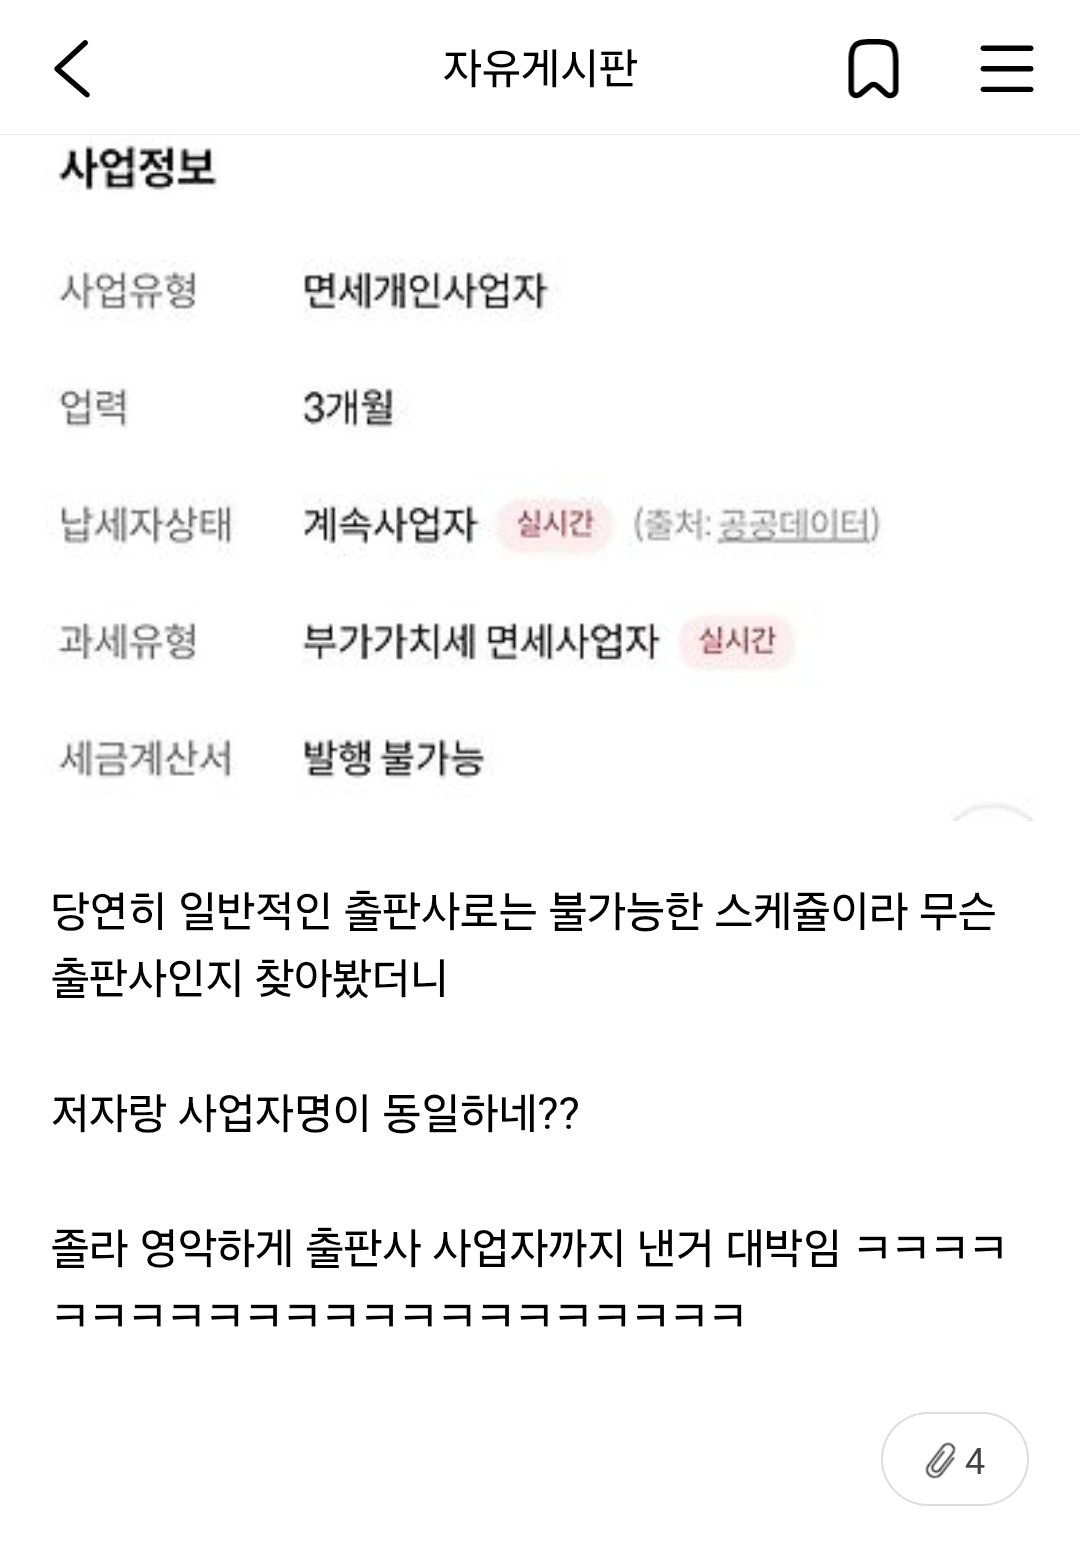 자유게시판
사업정보
사업유형 면세개인사업자
업력 3개월
납세자상태 계속사업자 실시간 (출처: 공공데이터)
과세유형 부가가치세 면세사업자 실시간
세금계산서 발행 불가능
당연히 일반적인 출판사로는 불가능한 스케쥴이라 무슨
출판사인지 찾아봤더니
저자랑 사업자명이 동일하네??
졸라 영악하게 출판사 사업자까지 낸거 대박임 ㅋㅋㅋㅋ
ㅋㅋㅋㅋㅋㅋㅋㅋㅋㅋㅋㅋㅋㅋㅋㅋㅋㅋ
4